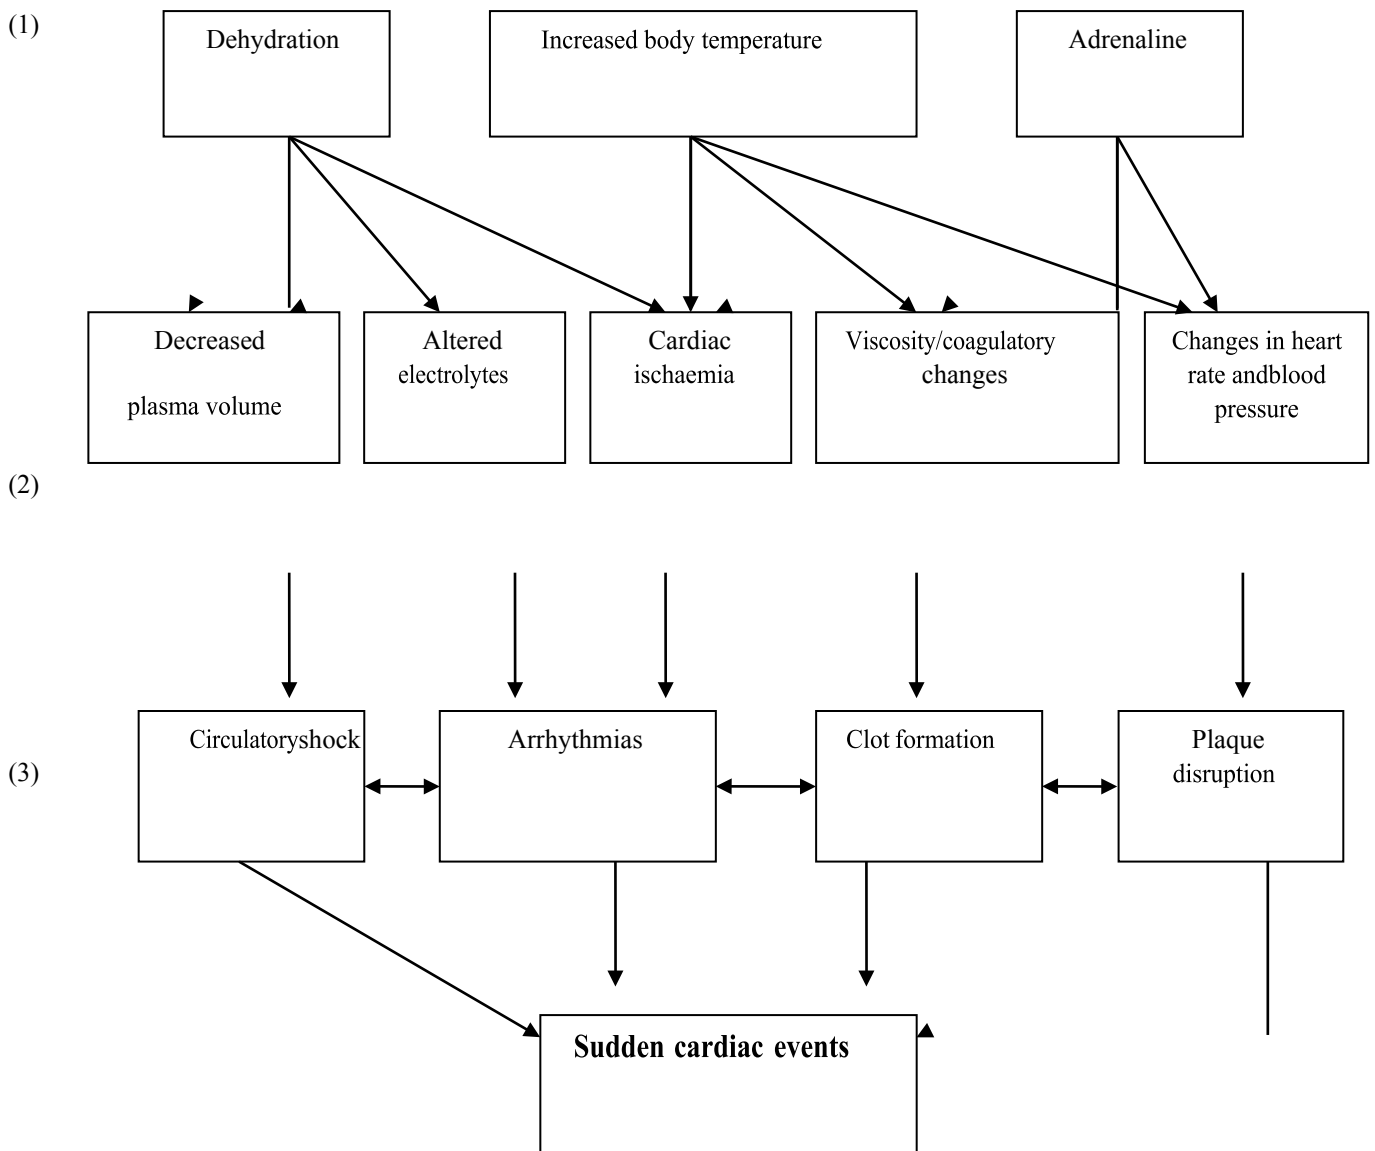 (1)
Dehydration
Increased body temperature
Adrenaline
Decreased
plasma volume
Altered
electrolytes
Cardiac
ischaemia
Viscosity/coagulatory
changes
Changes in heart
rate andblood
pressure
(2)
Circulatoryshock
Arrhythmias
Clot formation
Plaque
disruption
(3)
Sudden cardiac events